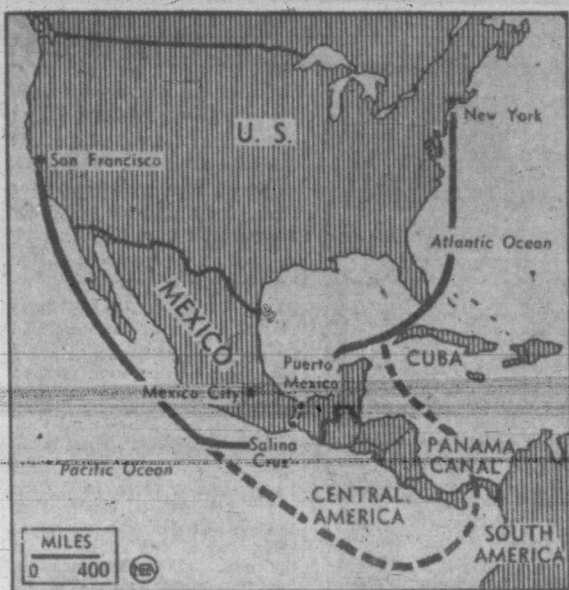 New York
U. S.
San Francisco
Atlantic Ocean
MEXICO
Puerto
Mexico
CUBA
Mexico City
Salina
Cruz
PANAMA
CANAL
Pacific Ocean
CENTRAL
AMERICA
SOUTH
AMERICA
MILES
0 400
NEA